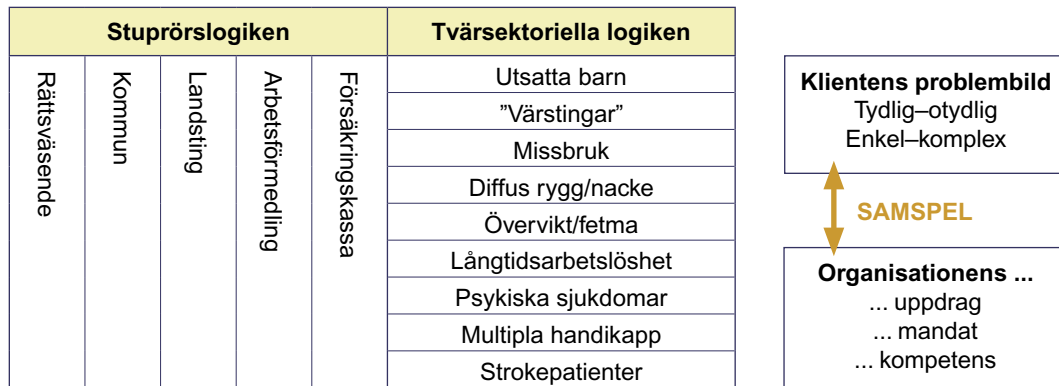 Stuprörslogiken
Tvärsektoriella logiken
Rättsväsende
Kommun
Landsting
Arbetsförmedling
Försäkringskassa
Utsatta barn
”Värstingar”
Missbruk
Diffus rygg/nacke
Övervikt/fetma
Långtidsarbetslöshet
Psykiska sjukdomar
Multipla handikapp
Strokepatienter
Klientens problembild
Tydlig–otydlig
Enkel–komplex
SAMSPEL
Organisationens ...
... uppdrag
... mandat
... kompetens